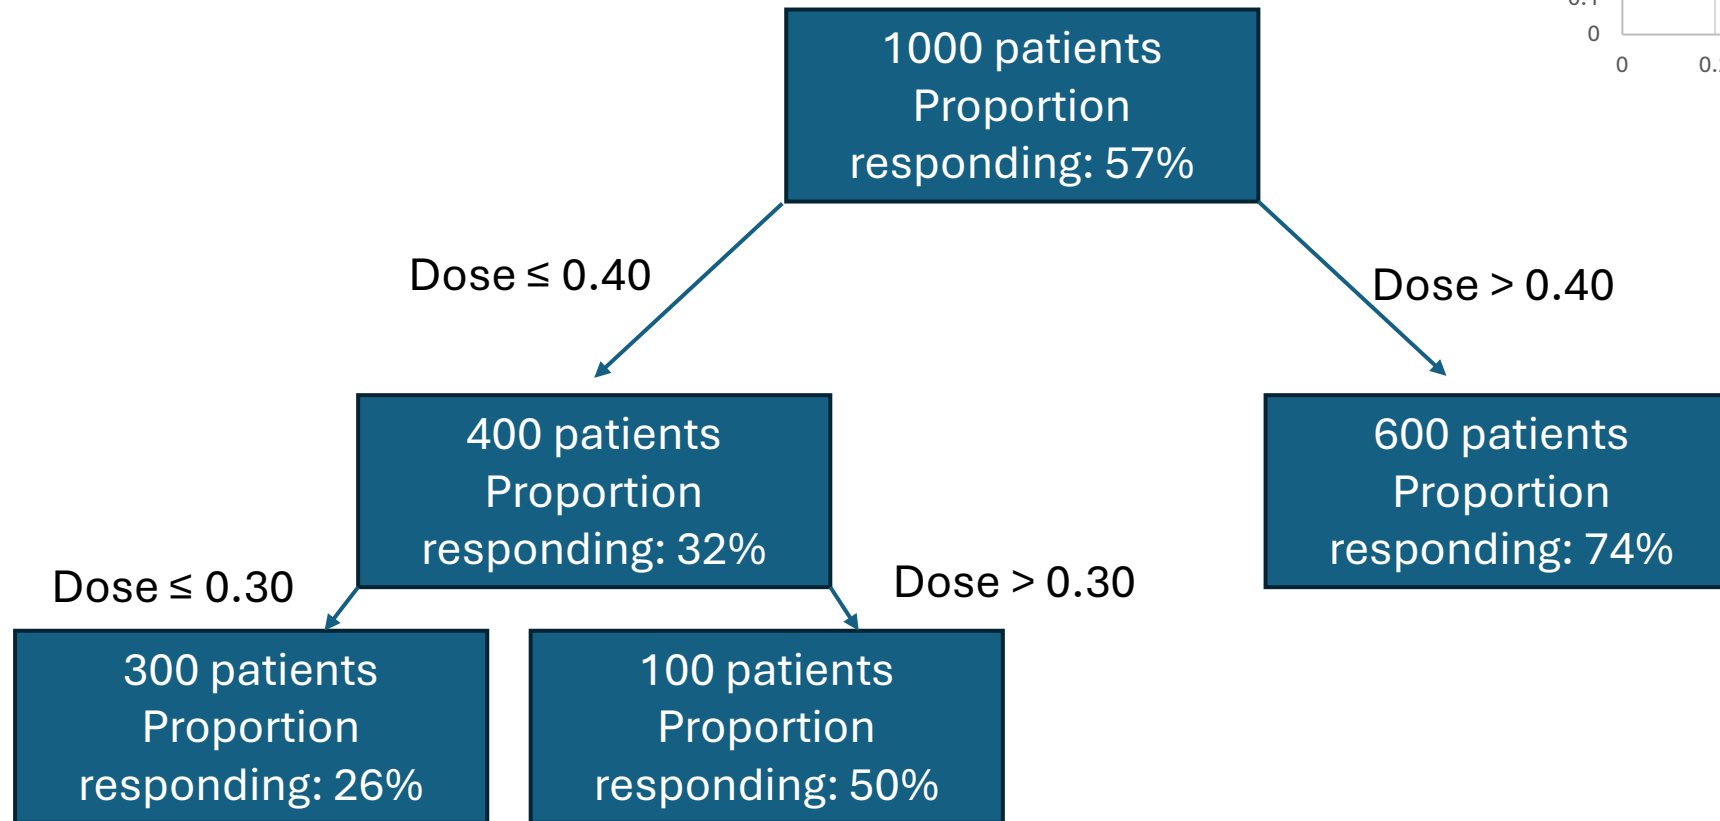 1000 patients
Proportion
responding: 57%
0
0
Dose ≤ 0.40
Dose > 0.40
400 patients
Proportion
responding: 32%
600 patients
Proportion
responding: 74%
Dose ≤ 0.30
Dose > 0.30
300 patients
Proportion
responding: 26%
100 patients
Proportion
responding: 50%